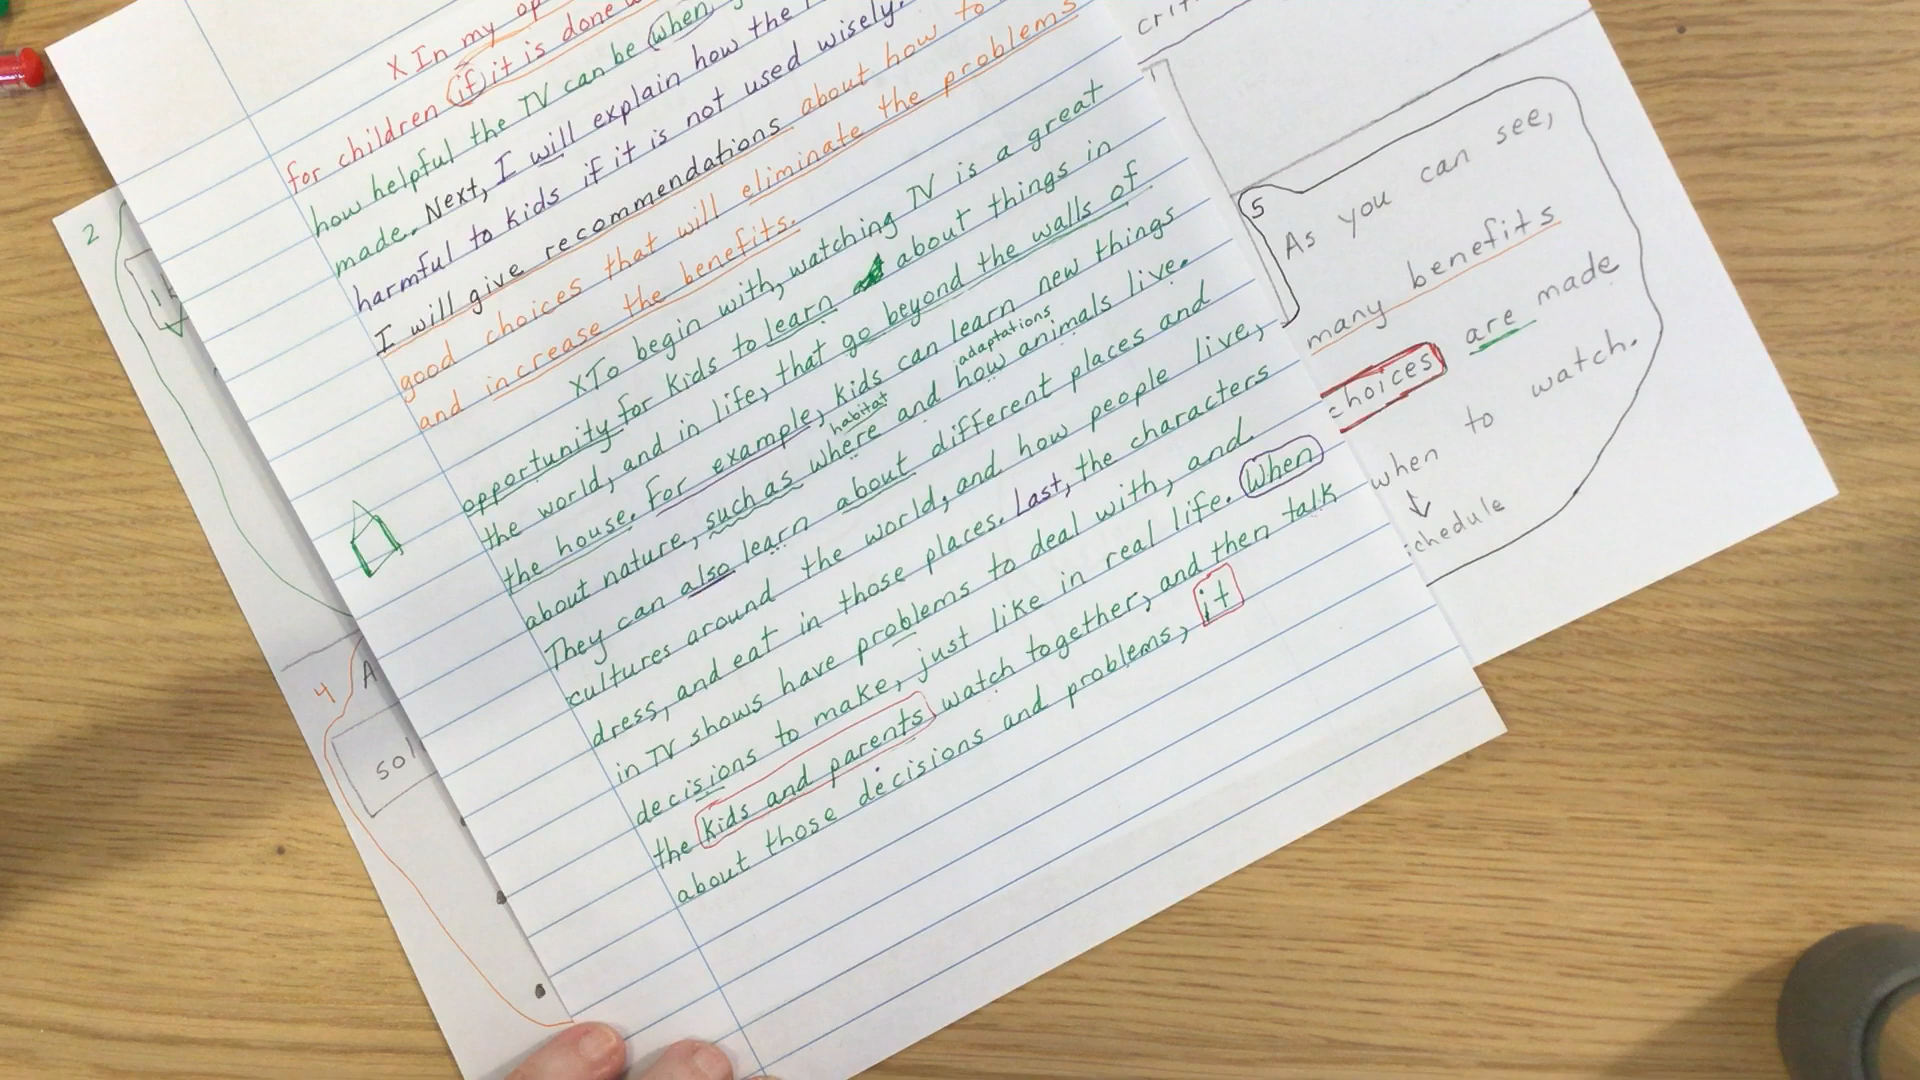 X In my op
for children if it is done
how helpful the TV can be when
made. Next, I will explain how the
harmful to kids if it is not used wisely.
I will give recommendations about how to
good choices that will eliminate the problems
and increase the benefits.
X To begin with, watching TV is a great
opportunity for kids to learn about things in
the world, and in life, that go beyond the walls of
the house. For example, kids can learn new things
habitat adaptations
about nature, such as where and how animals live.
They can also learn about different places and
cultures around the world, and how people live,
dress, and eat in those places. Last, the characters
in TV shows have problems to deal with, and
decisions to make, just like in real life. When
the kids and parents watch together, and then talk
about those decisions and problems, it
2
4
sol
crit
5
As you can see,
many benefits
choices are made
when to watch.
↓
schedule